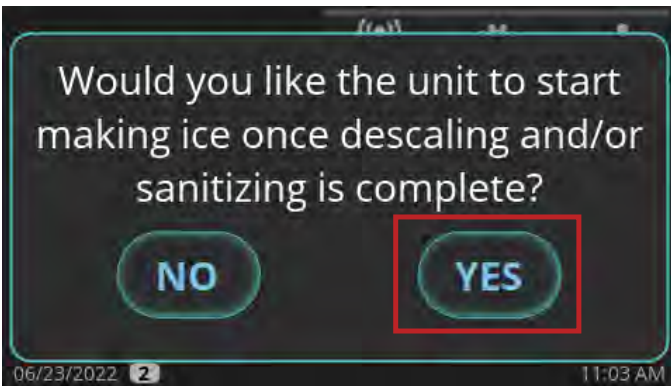 Would you like the unit to start
making ice once descaling and/or
sanitizing is complete?
NO YES
06/23/2022 2 11:03 AM